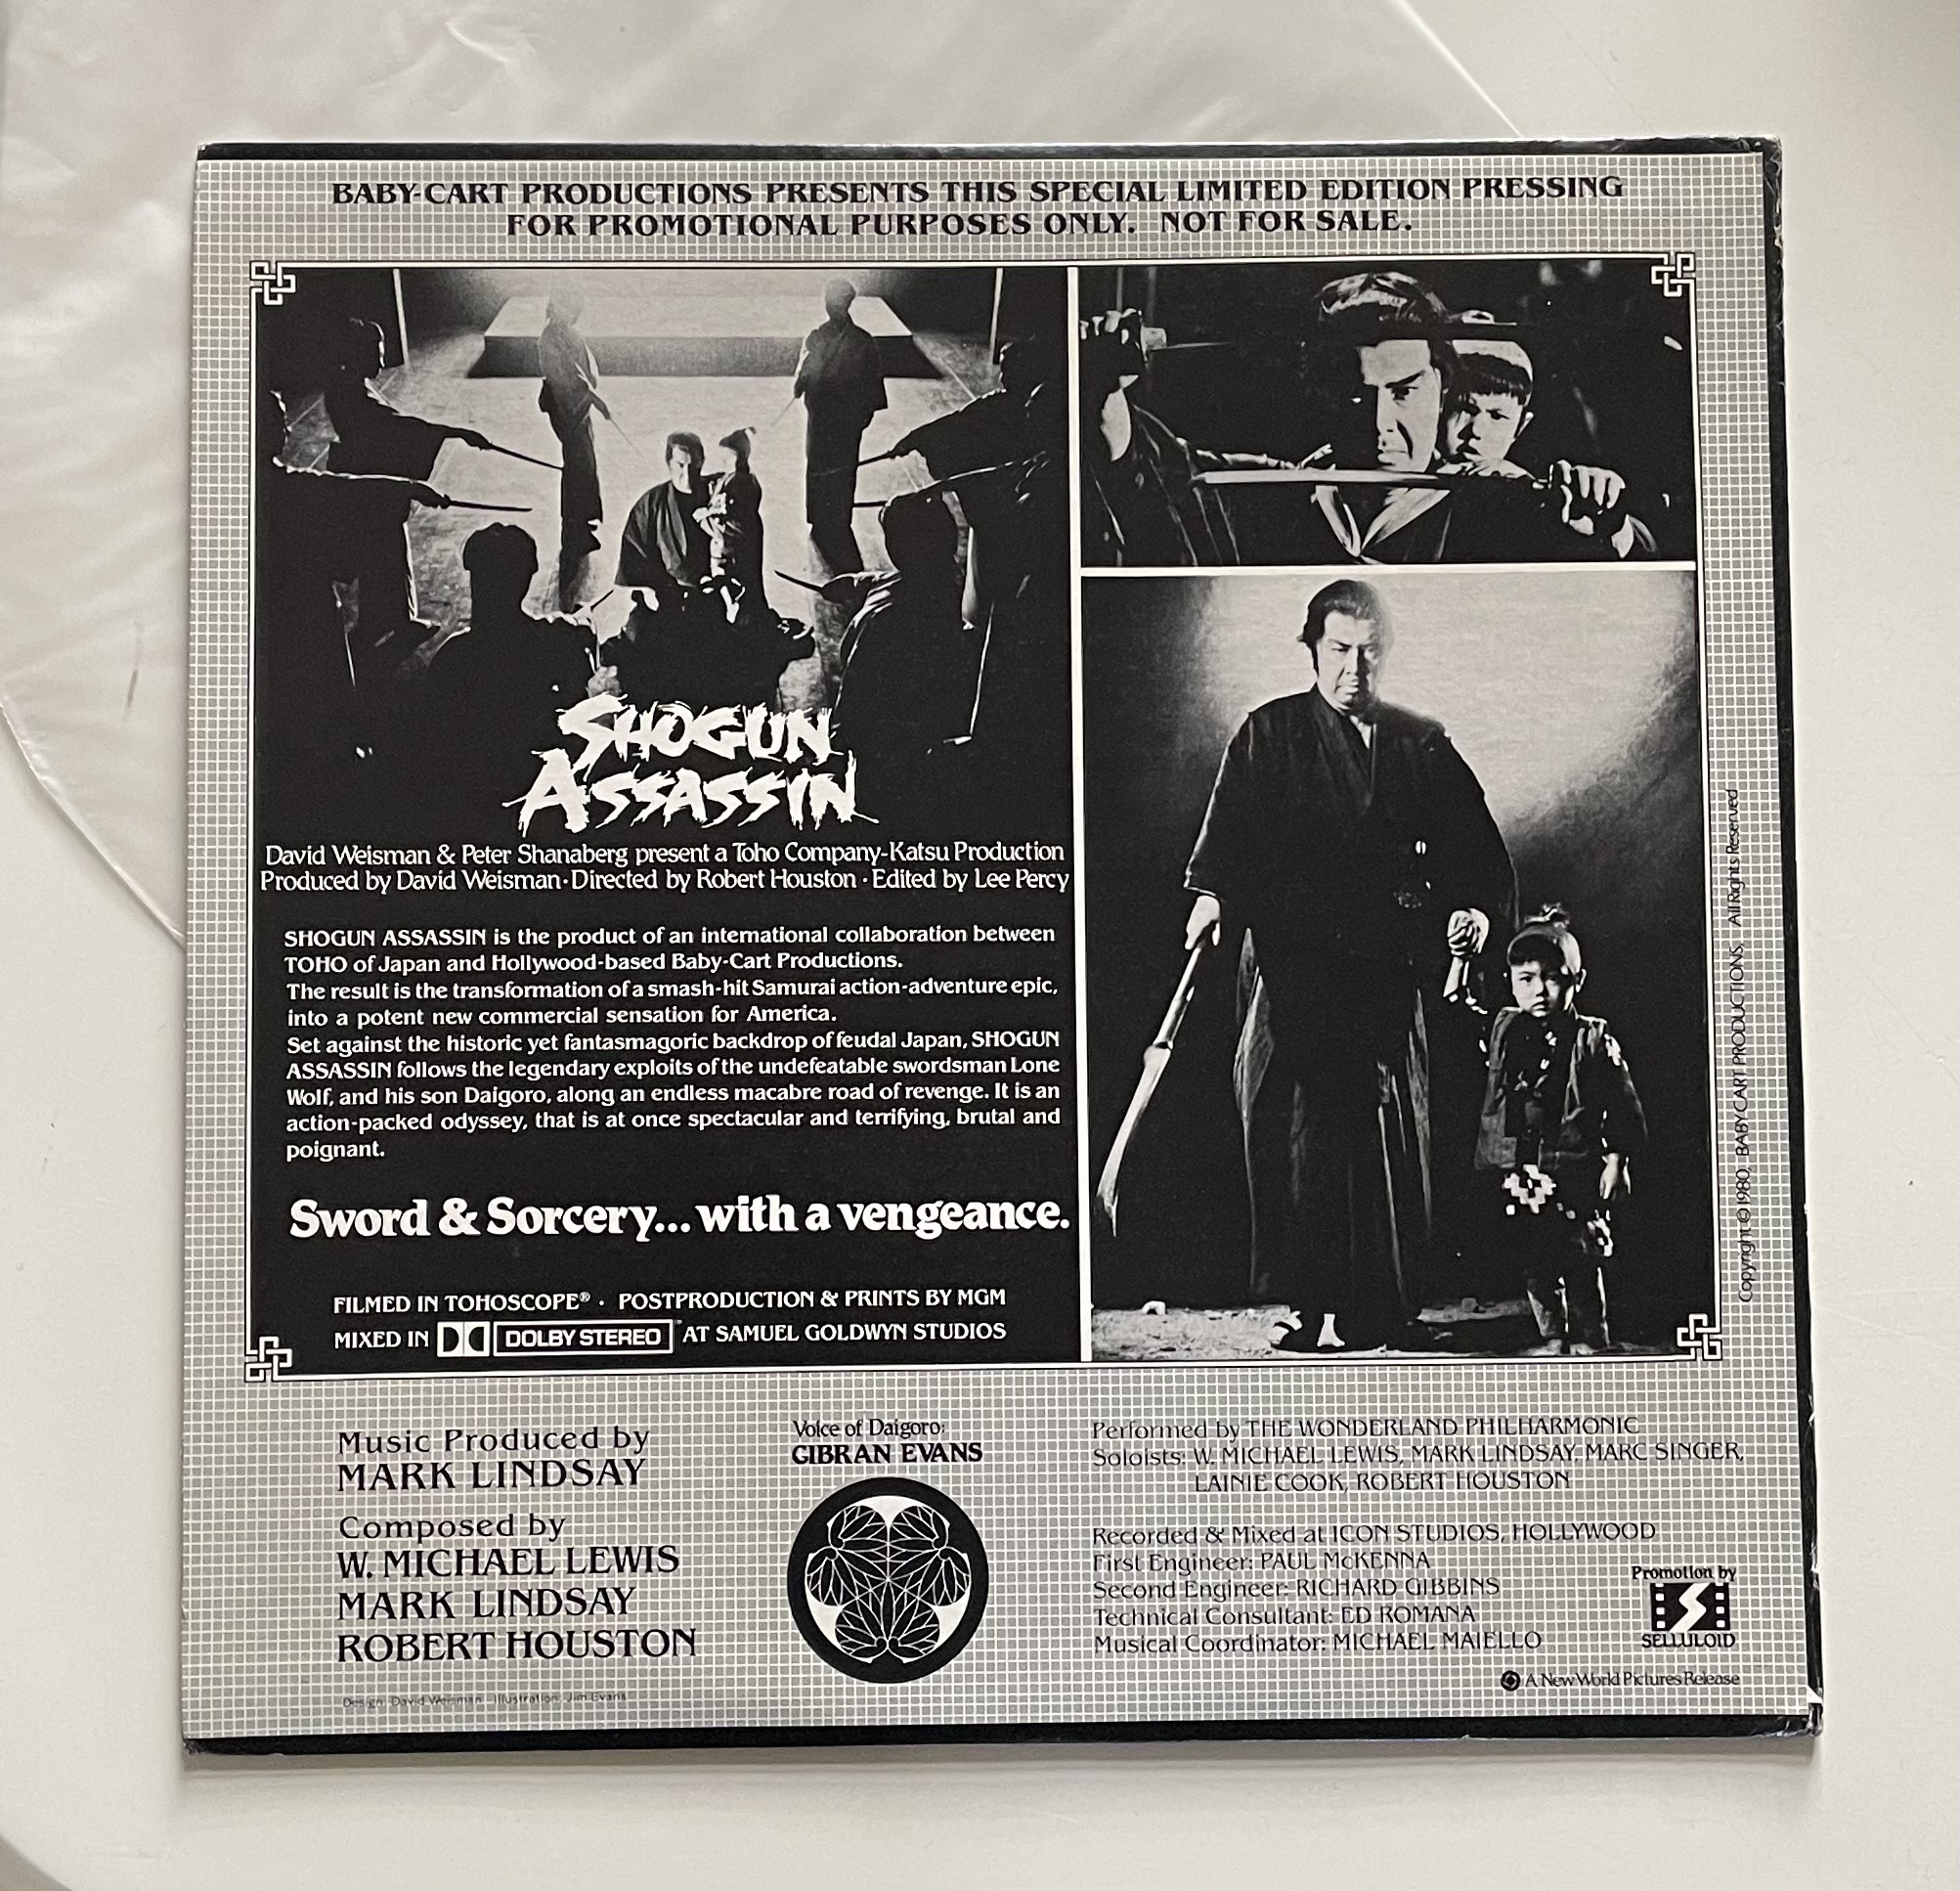 BABY-CART PRODUCTIONS PRESENTS THIS SPECIAL LIMITED EDITION PRESSING
FOR PROMOTIONAL PURPOSES ONLY. NOT FOR SALE.
SHOGUN
ASSASSIN
David Weisman & Peter Shanaberg present a Toho Company-Katsu Production
Produced by David Weisman · Directed by Robert Houston · Edited by Lee Percy
SHOGUN ASSASSIN is the product of an international collaboration between
TOHO of Japan and Hollywood-based Baby-Cart Productions.
The result is the transformation of a smash-hit Samurai action-adventure epic,
into a potent new commercial sensation for America.
Set against the historic yet fantasmagoric backdrop of feudal Japan, SHOGUN
ASSASSIN follows the legendary exploits of the undefeatable swordsman Lone
Wolf, and his son Daigoro, along an endless macabre road of revenge. It is an
action-packed odyssey, that is at once spectacular and terrifying, brutal and
poignant.
Sword & Sorcery... with a vengeance.
FILMED IN TOHOSCOPE® · POSTPRODUCTION & PRINTS BY MGM
MIXED IN DOLBY STEREO AT SAMUEL GOLDWYN STUDIOS
Copyright © 1980, BABY CART PRODUCTIONS, All Rights Reserved
Music Produced by
MARK LINDSAY
Composed by
W. MICHAEL LEWIS
MARK LINDSAY
ROBERT HOUSTON
Design: David Weisman - Illustration: Jim Evans
Voice of Daigoro:
GIBRAN EVANS
Performed by THE WONDERLAND PHILHARMONIC
Soloists: W. MICHAEL LEWIS, MARK LINDSAY, MARC SINGER,
LAINIE COOK, ROBERT HOUSTON
Recorded & Mixed at ICON STUDIOS, HOLLYWOOD
First Engineer: PAUL McKENNA
Second Engineer: RICHARD GIBBINS
Technical Consultant: ED ROMANA
Musical Coordinator: MICHAEL MAIELLO
Promotion by
SELLULOID
A New World Pictures Release